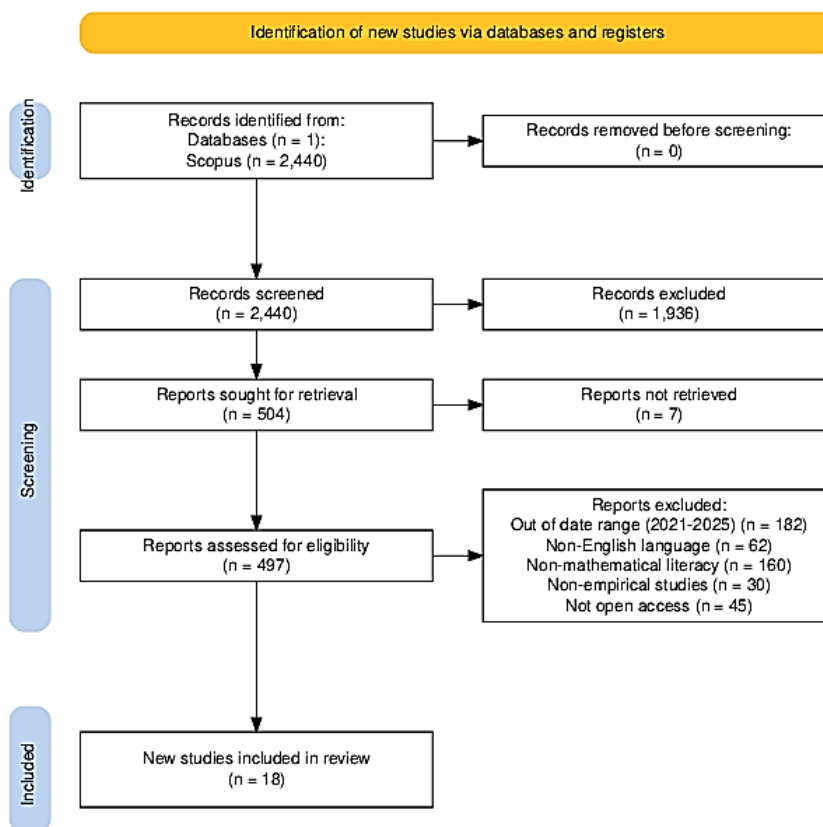 Identification of new studies via databases and registers
Identification
Records identified from:
Databases (n = 1):
Scopus (n = 2,440)
Records removed before screening:
(n = 0)
Screening
Records screened
(n = 2,440)
Records excluded
(n = 1,936)
Reports sought for retrieval
(n = 504)
Reports not retrieved
(n = 7)
Reports assessed for eligibility
(n = 497)
Reports excluded:
Out of date range (2021-2025) (n = 182)
Non-English language (n = 62)
Non-mathematical literacy (n = 160)
Non-empirical studies (n = 30)
Not open access (n = 45)
Included
New studies included in review
(n = 18)